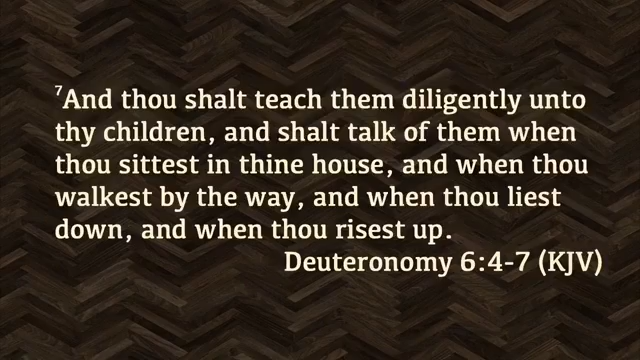 ⁷And thou shalt teach them diligently unto
thy children, and shalt talk of them when
thou sittest in thine house, and when thou
walkest by the way, and when thou liest
down, and when thou risest up.
Deuteronomy 6:4-7 (KJV)